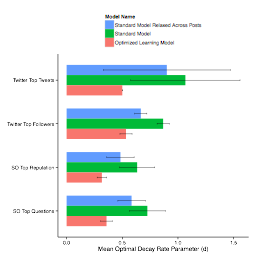 Model Name
Standard Model Relaxed Across Posts
Standard Model
Optimized Learning Model
Twitter Top Tweets
Twitter Top Followers
SO Top Reputation
SO Top Questions
0.0 0.5 1.0 1.5
Mean Optimal Decay Rate Parameter (d)